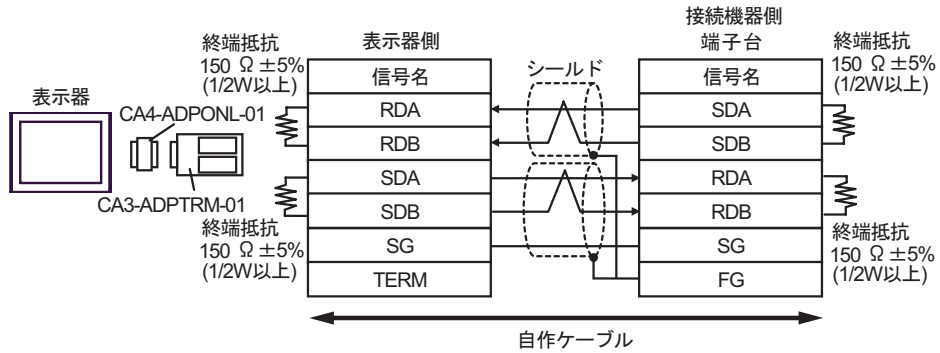 接続機器側
終端抵抗
150 Ω ±5%
(1/2W以上)
表示器側
端子台
終端抵抗
150 Ω ±5%
(1/2W以上)
信号名
シールド
信号名
表示器
CA4-ADPONL-01
RDA
SDA
RDB
SDB
SDA
RDA
CA3-ADPTRM-01
SDB
RDB
終端抵抗
150 Ω ±5%
(1/2W以上)
SG
SG
終端抵抗
150 Ω ±5%
(1/2W以上)
TERM
FG
自作ケーブル